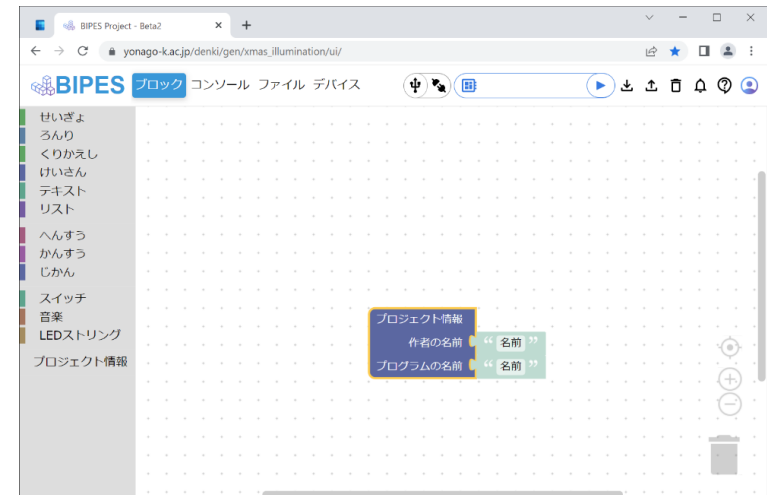 BIPES Project - Beta2
yonago-k.ac.jp/denki/gen/xmas_illumination/ui/
BIPES ブロック コンソール ファイル デバイス
せいぎょ
ろんり
くりかえし
けいさん
テキスト
リスト
へんすう
かんすう
じかん
スイッチ
音楽
LEDストリング
プロジェクト情報
プロジェクト情報
作者の名前 “ 名前 ”
プログラムの名前 “ 名前 ”